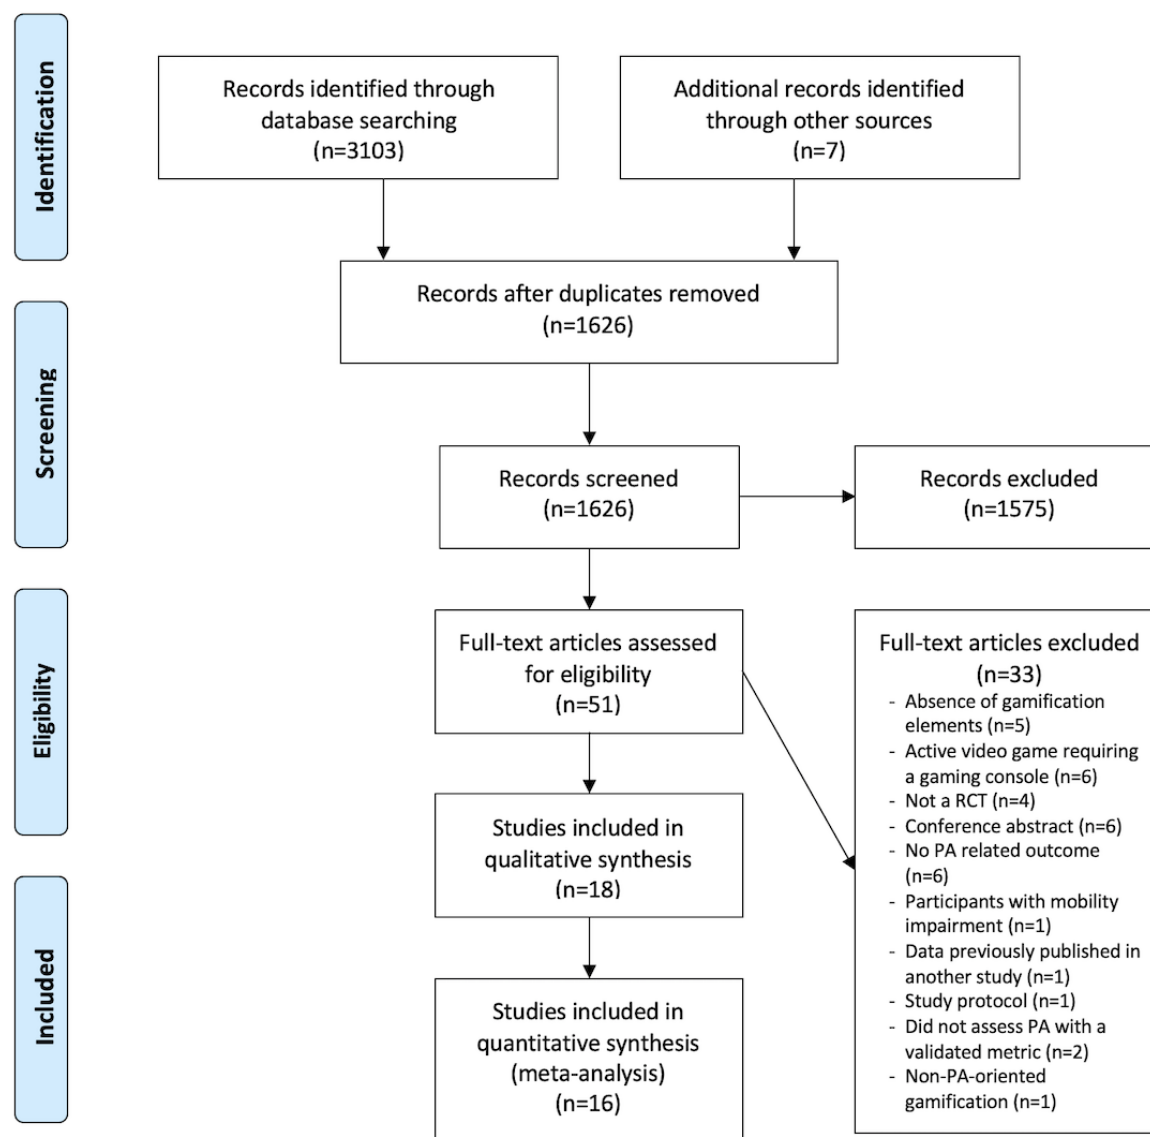 Identification
Records identified through
database searching
(n=3103)
Additional records identified
through other sources
(n=7)
Records after duplicates removed
(n=1626)
Screening
Records screened
(n=1626)
Records excluded
(n=1575)
Eligibility
Full-text articles assessed
for eligibility
(n=51)
Full-text articles excluded
(n=33)
- Absence of gamification
elements (n=5)
- Active video game requiring
a gaming console (n=6)
- Not a RCT (n=4)
- Conference abstract (n=6)
- No PA related outcome
(n=6)
- Participants with mobility
impairment (n=1)
- Data previously published in
another study (n=1)
- Study protocol (n=1)
- Did not assess PA with a
validated metric (n=2)
- Non-PA-oriented
gamification (n=1)
Studies included in
qualitative synthesis
(n=18)
Included
Studies included in
quantitative synthesis
(meta-analysis)
(n=16)